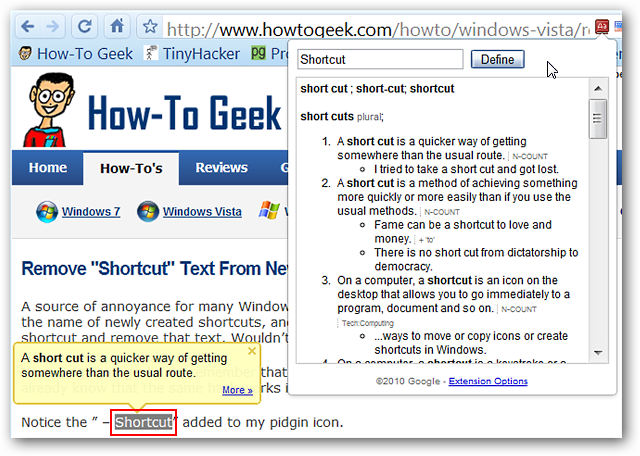 http://www.howtogeek.com/howto/windows-vista/re
How-To Geek TinyHacker Pr
Shortcut Define
short cut ; short-cut; shortcut
short cuts plural;
1. A short cut is a quicker way of getting
somewhere than the usual route. N-COUNT
I tried to take a short cut and got lost.
2. A short cut is a method of achieving something
more quickly or more easily than if you use the
usual methods. N-COUNT
Fame can be a shortcut to love and
money. + 'to'
There is no short cut from dictatorship to
democracy.
3. On a computer, a shortcut is an icon on the
desktop that allows you to go immediately to a
program, document and so on. N-COUNT
Tech:Computing
...ways to move or copy icons or create
shortcuts in Windows.
©2010 Google - Extension Options
How-To Geek
Home How-To's Reviews G
Windows 7 Windows Vista
Remove "Shortcut" Text From New
A source of annoyance for many Window
the name of newly created shortcuts, and
shortcut and remove that text. Wouldn't
A short cut is a quicker way of getting
somewhere than the usual route.
More »
Notice the " – Shortcut" added to my pidgin icon.